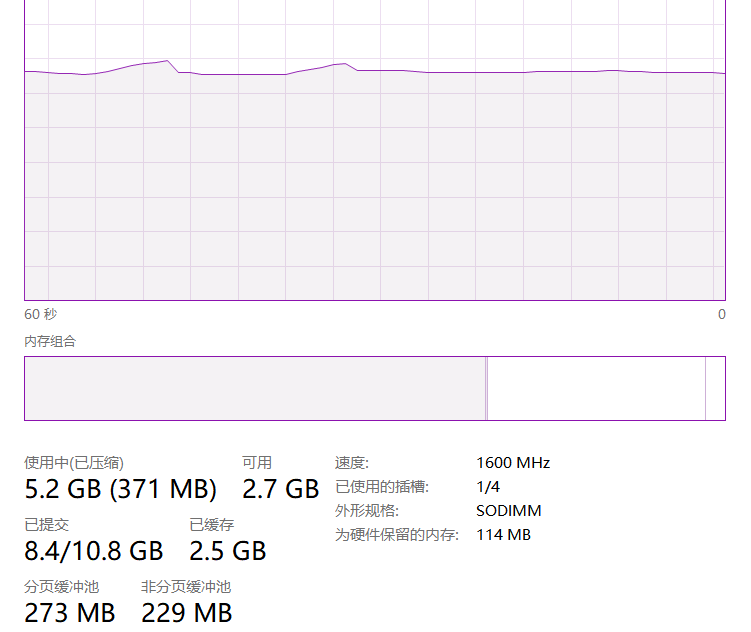 60 秒 0
内存组合
使用中(已压缩) 可用 速度: 1600 MHz
5.2 GB (371 MB) 2.7 GB 已使用的插槽: 1/4
外形规格: SODIMM
已提交 已缓存 为硬件保留的内存: 114 MB
8.4/10.8 GB 2.5 GB
分页缓冲池 非分页缓冲池
273 MB 229 MB